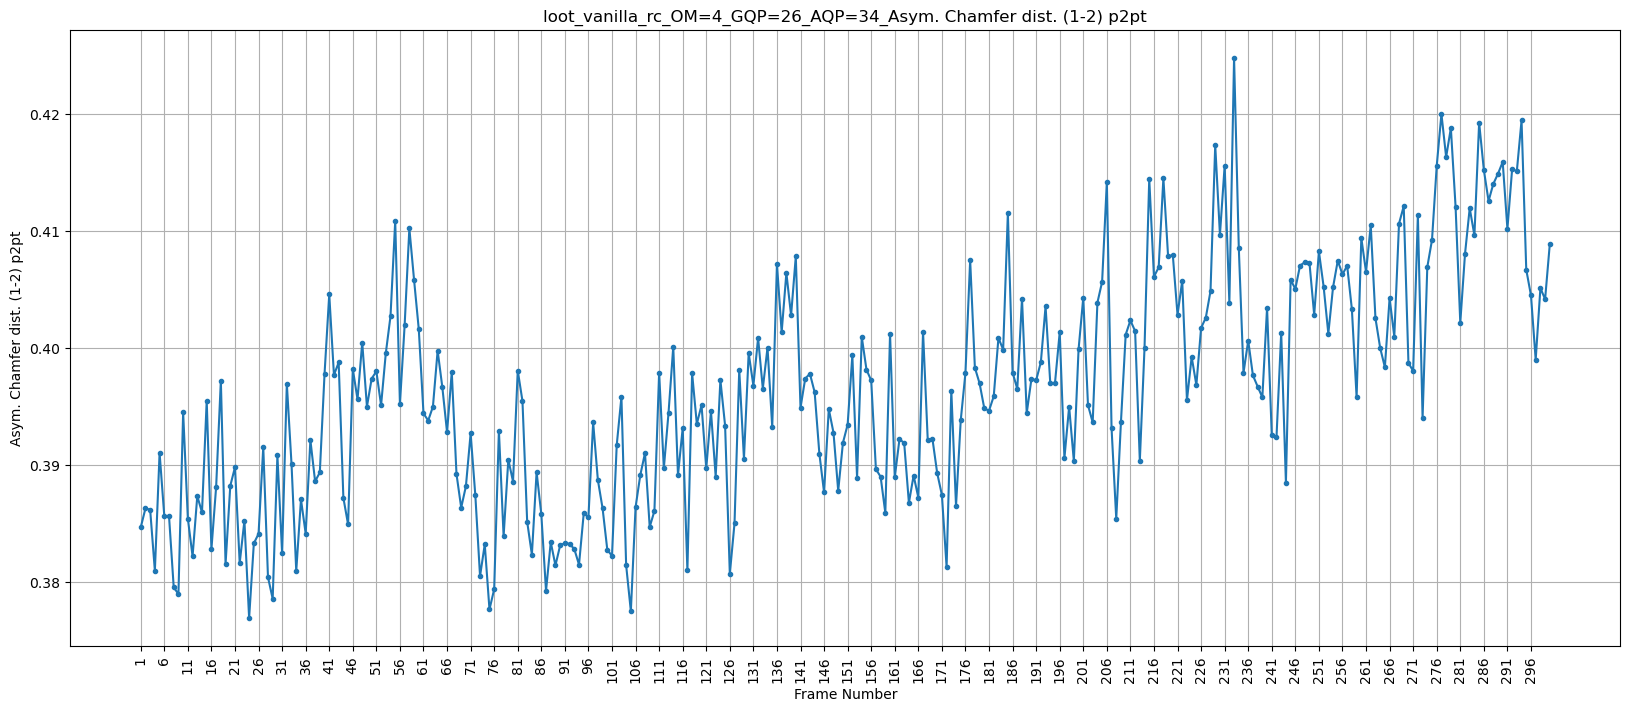 loot_vanilla_rc_OM=4_GQP=26_AQP=34_Asym. Chamfer dist. (1-2) p2pt
Asym. Chamfer dist. (1-2) p2pt
0.42
0.41
0.40
0.39
0.38
1 6 11 16 21 26 31 36 41 46 51 56 61 66 71 76 81 86 91 96 101 106 111 116 121 126 131 136 141 146 151 156 161 166 171 176 181 186 191 196 201 206 211 216 221 226 231 236 241 246 251 256 261 266 271 276 281 286 291 296
Frame Number